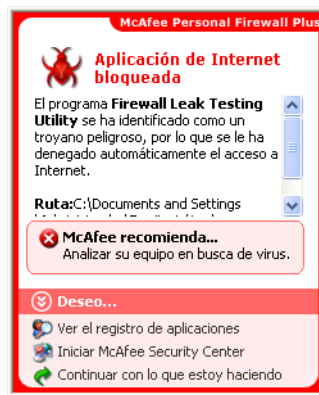 McAfee Personal Firewall Plus
Aplicación de Internet
bloqueada
El programa Firewall Leak Testing
Utility se ha identificado como un
troyano peligroso, por lo que se le ha
denegado automáticamente el acceso a
Internet.
Ruta:C:\Documents and Settings
McAfee recomienda...
Analizar su equipo en busca de virus.
Deseo...
Ver el registro de aplicaciones
Iniciar McAfee Security Center
Continuar con lo que estoy haciendo